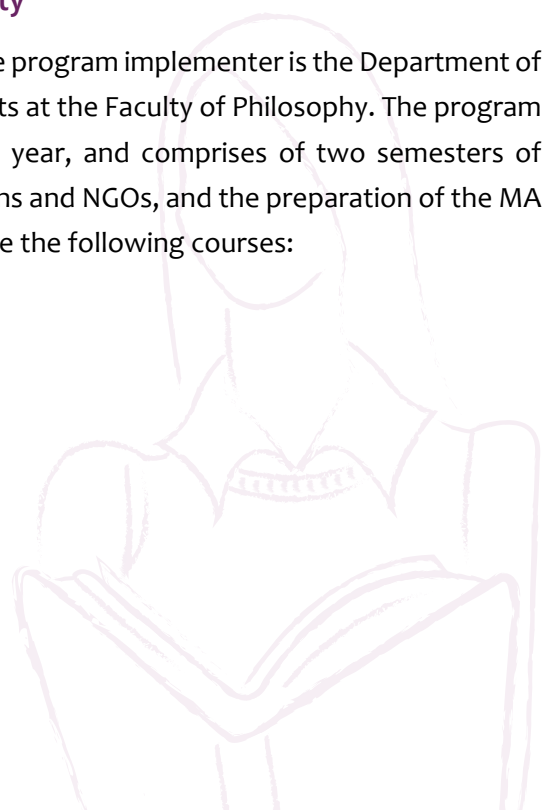 ty
e program implementer is the Department of
ts at the Faculty of Philosophy. The program
year, and comprises of two semesters of
ns and NGOs, and the preparation of the MA
e the following courses: